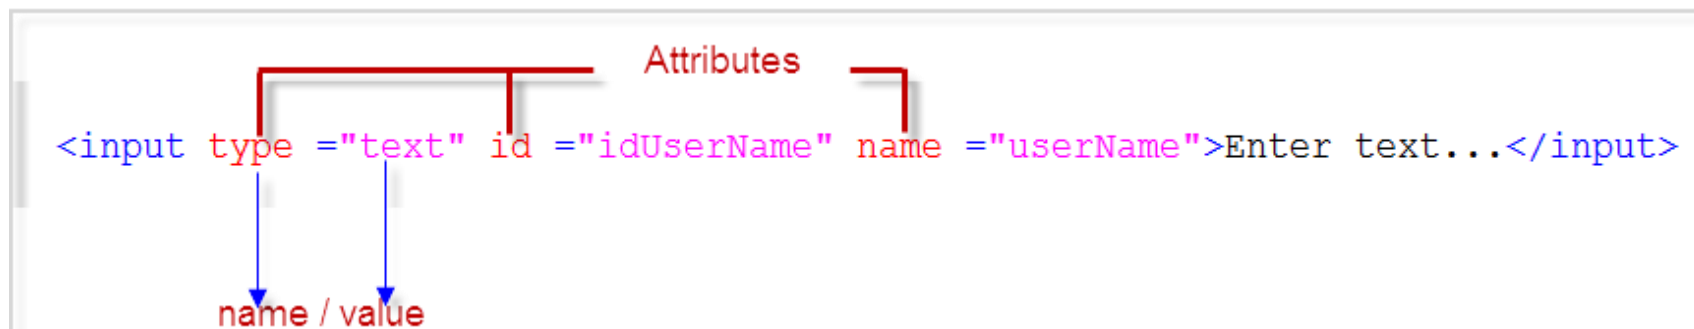 Attributes
<input type ="text" id ="idUserName" name ="userName">Enter text...</input>
name / value